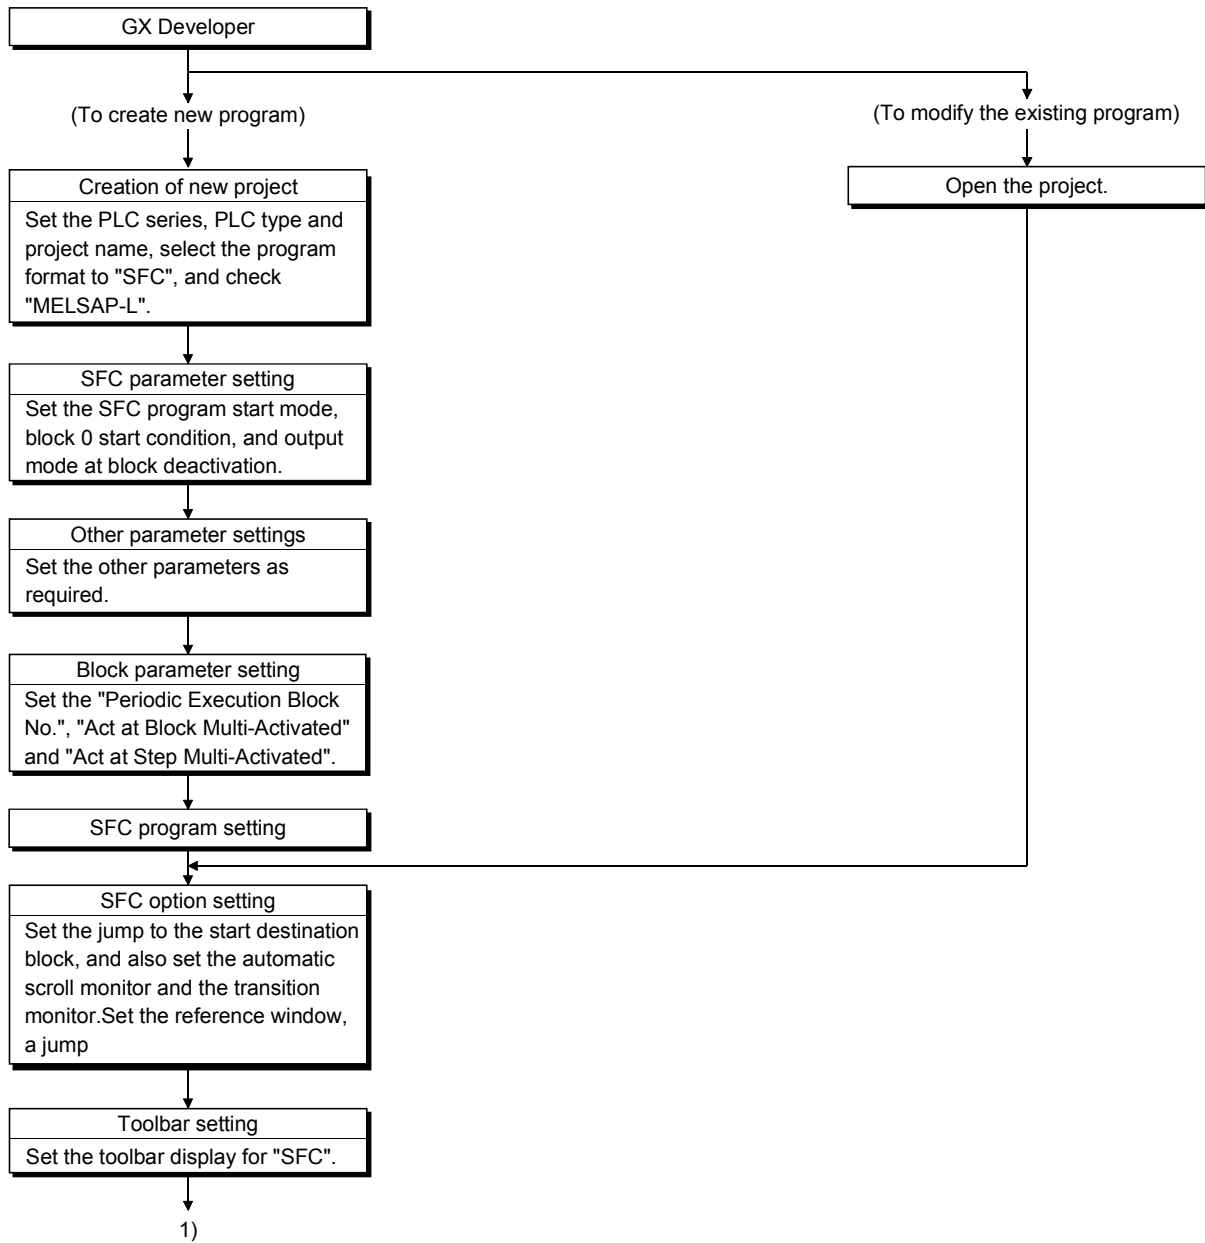 GX Developer
(To create new program)
(To modify the existing program)
Creation of new project
Set the PLC series, PLC type and
project name, select the program
format to "SFC", and check
"MELSAP-L".
Open the project.
SFC parameter setting
Set the SFC program start mode,
block 0 start condition, and output
mode at block deactivation.
Other parameter settings
Set the other parameters as
required.
Block parameter setting
Set the "Periodic Execution Block
No.", "Act at Block Multi-Activated"
and "Act at Step Multi-Activated".
SFC program setting
SFC option setting
Set the jump to the start destination
block, and also set the automatic
scroll monitor and the transition
monitor.Set the reference window,
a jump
Toolbar setting
Set the toolbar display for "SFC".
1)